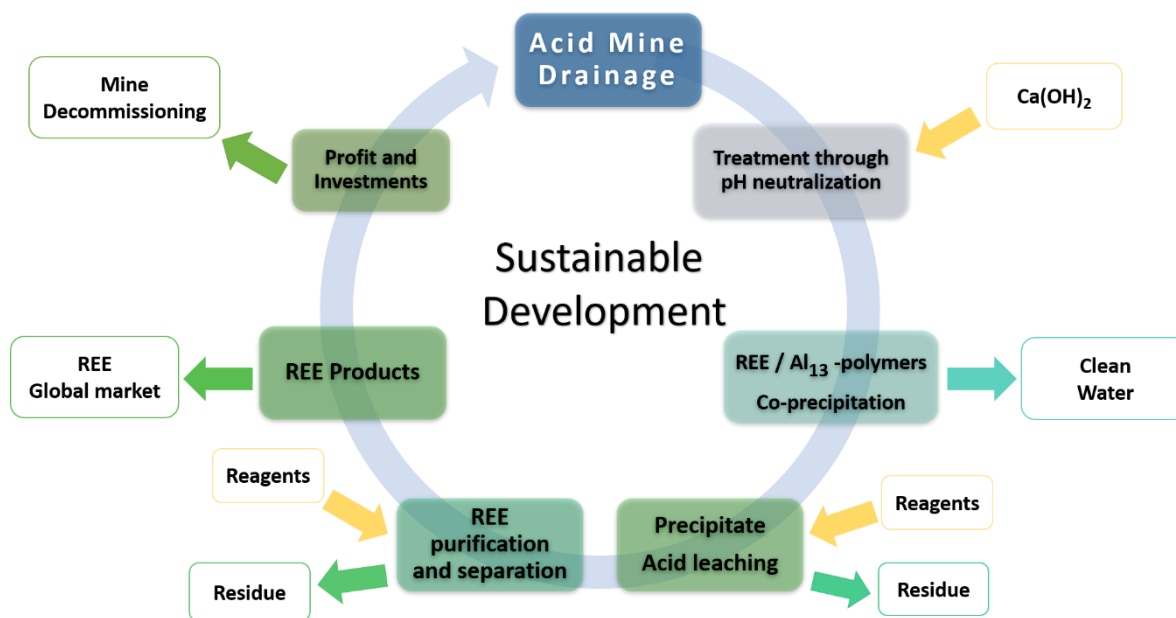 Acid Mine
Drainage
Ca(OH)₂
Treatment through
pH neutralization
REE / Al₁₃ -polymers
Co-precipitation
Clean
Water
Reagents
Precipitate
Acid leaching
Residue
REE
purification
and separation
Reagents
Residue
REE Products
REE
Global market
Profit and
Investments
Mine
Decommissioning
Sustainable
Development